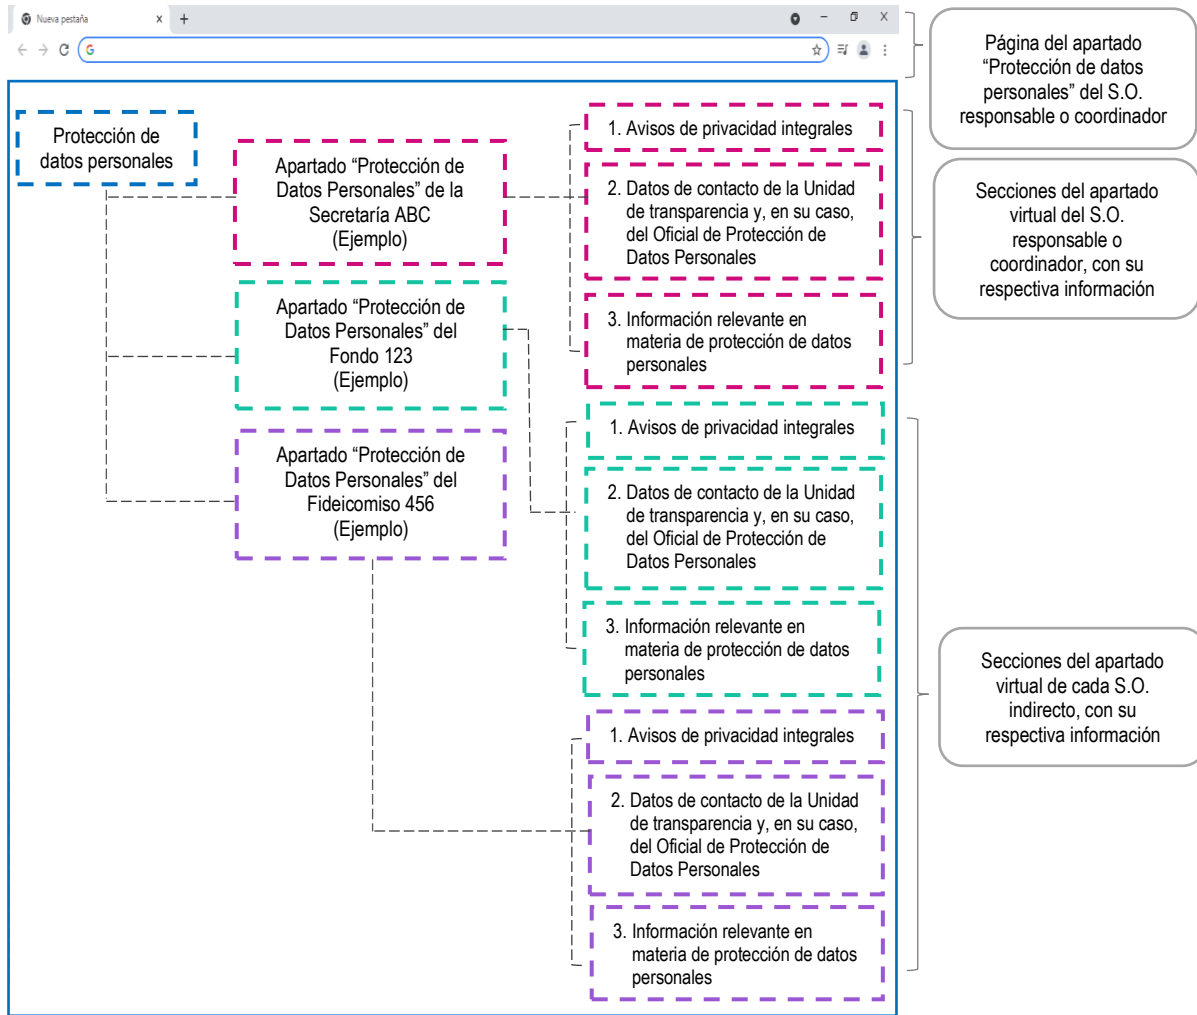 Nueva pestaña
Página del apartado
“Protección de datos
personales” del S.O.
responsable o coordinador
Protección de
datos personales
Apartado “Protección de
Datos Personales” de la
Secretaría ABC
(Ejemplo)
1. Avisos de privacidad integrales
2. Datos de contacto de la Unidad
de transparencia y, en su caso,
del Oficial de Protección de
Datos Personales
3. Información relevante en
materia de protección de datos
personales
Secciones del apartado
virtual del S.O.
responsable o
coordinador, con su
respectiva información
Apartado “Protección de
Datos Personales” del
Fondo 123
(Ejemplo)
1. Avisos de privacidad integrales
2. Datos de contacto de la Unidad
de transparencia y, en su caso,
del Oficial de Protección de
Datos Personales
3. Información relevante en
materia de protección de datos
personales
Apartado “Protección de
Datos Personales” del
Fideicomiso 456
(Ejemplo)
1. Avisos de privacidad integrales
2. Datos de contacto de la Unidad
de transparencia y, en su caso,
del Oficial de Protección de
Datos Personales
3. Información relevante en
materia de protección de datos
personales
Secciones del apartado
virtual de cada S.O.
indirecto, con su
respectiva información